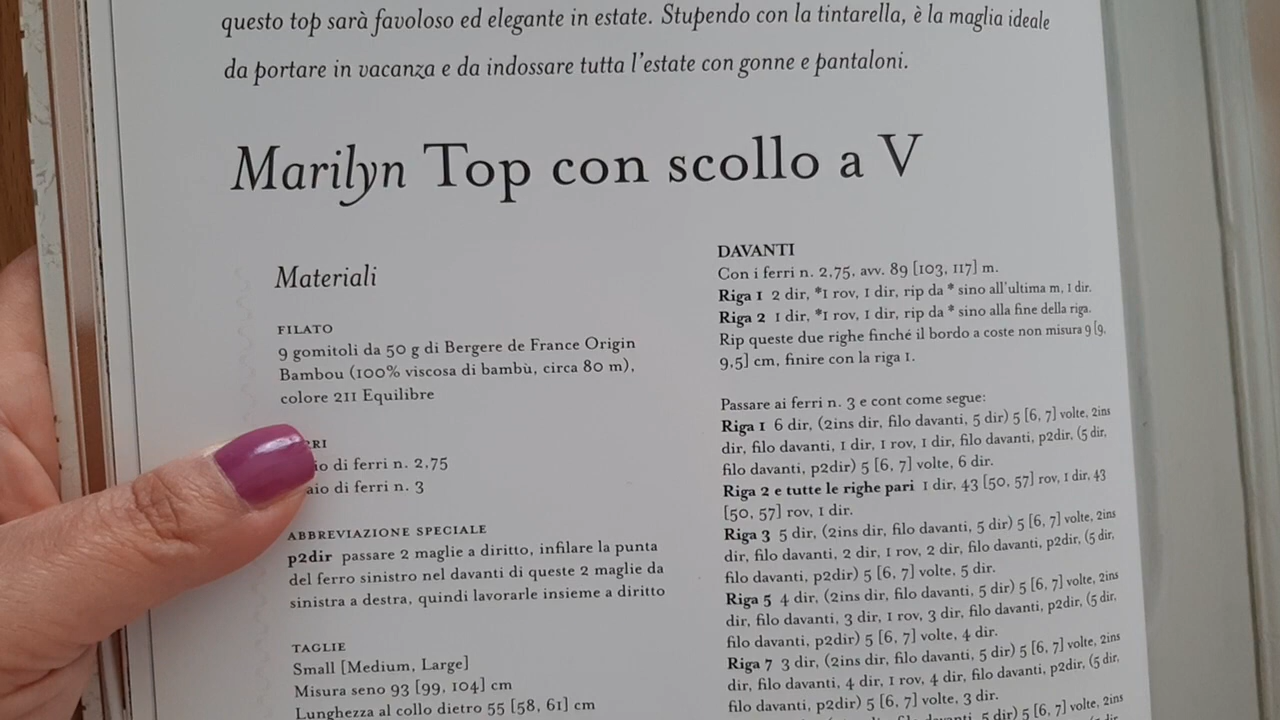 questo top sarà favoloso ed elegante in estate. Stupendo con la tintarella, è la maglia ideale
da portare in vacanza e da indossare tutta l'estate con gonne e pantaloni.
Marilyn Top con scollo a V
Materiali
FILATO
9 gomitoli da 50 g di Bergere de France Origin
Bambou (100% viscosa di bambù, circa 80 m),
colore 211 Equilibre
di ferri n. 2,75
di ferri n. 3
ABBREVIAZIONE SPECIALE
p2dir passare 2 maglie a diritto, infilare la punta
del ferro sinistro nel davanti di queste 2 maglie da
sinistra a destra, quindi lavorarle insieme a diritto
TAGLIE
Small [Medium, Large]
Misura seno 93 [99, 104] cm
Lunghezza al collo dietro 55 [58, 61] cm
DAVANTI
Con i ferri n. 2,75, avv. 89 [103, 117] m.
Riga 1 2 dir, *1 rov, 1 dir, rip da * sino all'ultima m, 1 dir.
Riga 2 1 dir, *1 rov, 1 dir, rip da * sino alla fine della riga.
Rip queste due righe finché il bordo a coste non misura 9 [9,
9,5] cm, finire con la riga 1.
Passare ai ferri n. 3 e cont come segue:
Riga 1 6 dir, (2ins dir, filo davanti, 5 dir) 5 [6, 7] volte, 2ins
dir, filo davanti, 1 dir, 1 rov, 1 dir, filo davanti, p2dir, (5 dir,
filo davanti, p2dir) 5 [6, 7] volte, 6 dir.
Riga 2 e tutte le righe pari 1 dir, 43 [50, 57] rov, 1 dir, 43
[50, 57] rov, 1 dir.
Riga 3 5 dir, (2ins dir, filo davanti, 5 dir) 5 [6, 7] volte, 2ins
dir, filo davanti, 2 dir, 1 rov, 2 dir, filo davanti, p2dir, (5 dir,
filo davanti, p2dir) 5 [6, 7] volte, 5 dir.
Riga 5 4 dir, (2ins dir, filo davanti, 5 dir) 5 [6, 7] volte, 2ins
dir, filo davanti, 3 dir, 1 rov, 3 dir, filo davanti, p2dir, (5 dir,
filo davanti, p2dir) 5 [6, 7] volte, 4 dir.
Riga 7 3 dir, (2ins dir, filo davanti, 5 dir) 5 [6, 7] volte, 2ins
dir, filo davanti, 4 dir, 1 rov, 4 dir, filo davanti, p2dir, (5 dir,
filo davanti, p2dir) 5 [6, 7] volte, 3 dir.
5 dir) 5 [6, 7] volte, 2ins